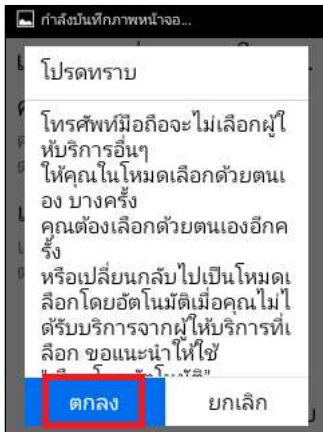 กำลังบันทึกภาพหน้าจอ...
โปรดทราบ
โทรศัพท์มือถือจะไม่เลือกผู้ใ
ห้บริการอื่นๆ
ให้คุณในโหมดเลือกด้วยตนเ
อง บางครั้ง
คุณต้องเลือกด้วยตนเองอีกค
รั้ง
หรือเปลี่ยนกลับไปเป็นโหมดเ
ลือกโดยอัตโนมัติเมื่อคุณไม่ไ
ด้รับบริการจากผู้ให้บริการที่เ
ลือก ขอแนะนำให้ใช้
ตกลง
ยกเลิก